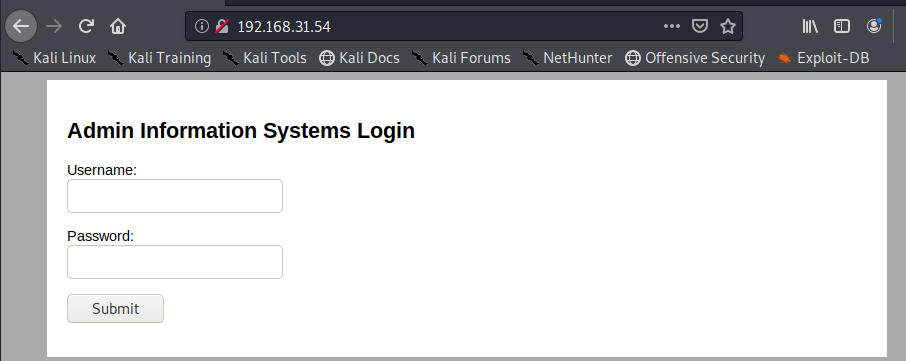 192.168.31.54
Kali Linux Kali Training Kali Tools Kali Docs Kali Forums NetHunter Offensive Security Exploit-DB
Admin Information Systems Login
Username:
Password:
Submit